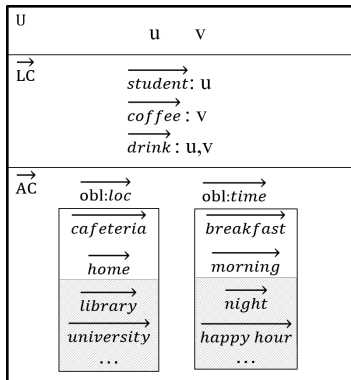 U
u v
LC
student: u
coffee: v
drink: u,v
AC
obl:loc obl:time
cafeteria breakfast
home morning
library night
university happy hour
... ...